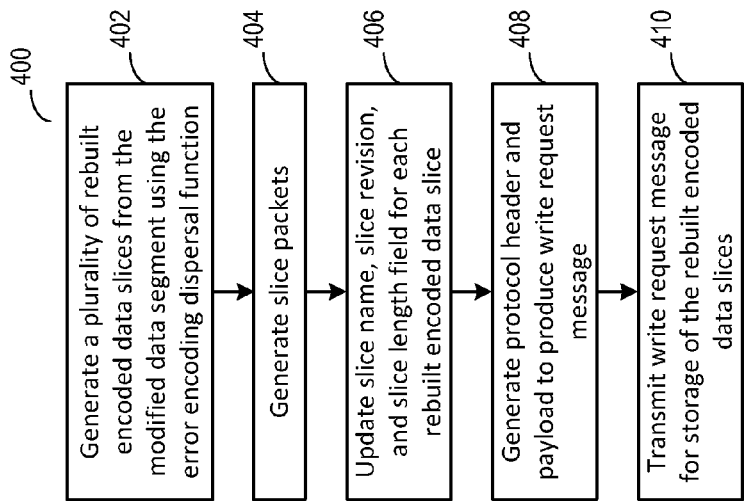 400
402
Generate a plurality of rebuilt
encoded data slices from the
modified data segment using the
error encoding dispersal function
404
Generate slice packets
406
Update slice name, slice revision,
and slice length field for each
rebuilt encoded data slice
408
Generate protocol header and
payload to produce write request
message
410
Transmit write request message
for storage of the rebuilt encoded
data slices